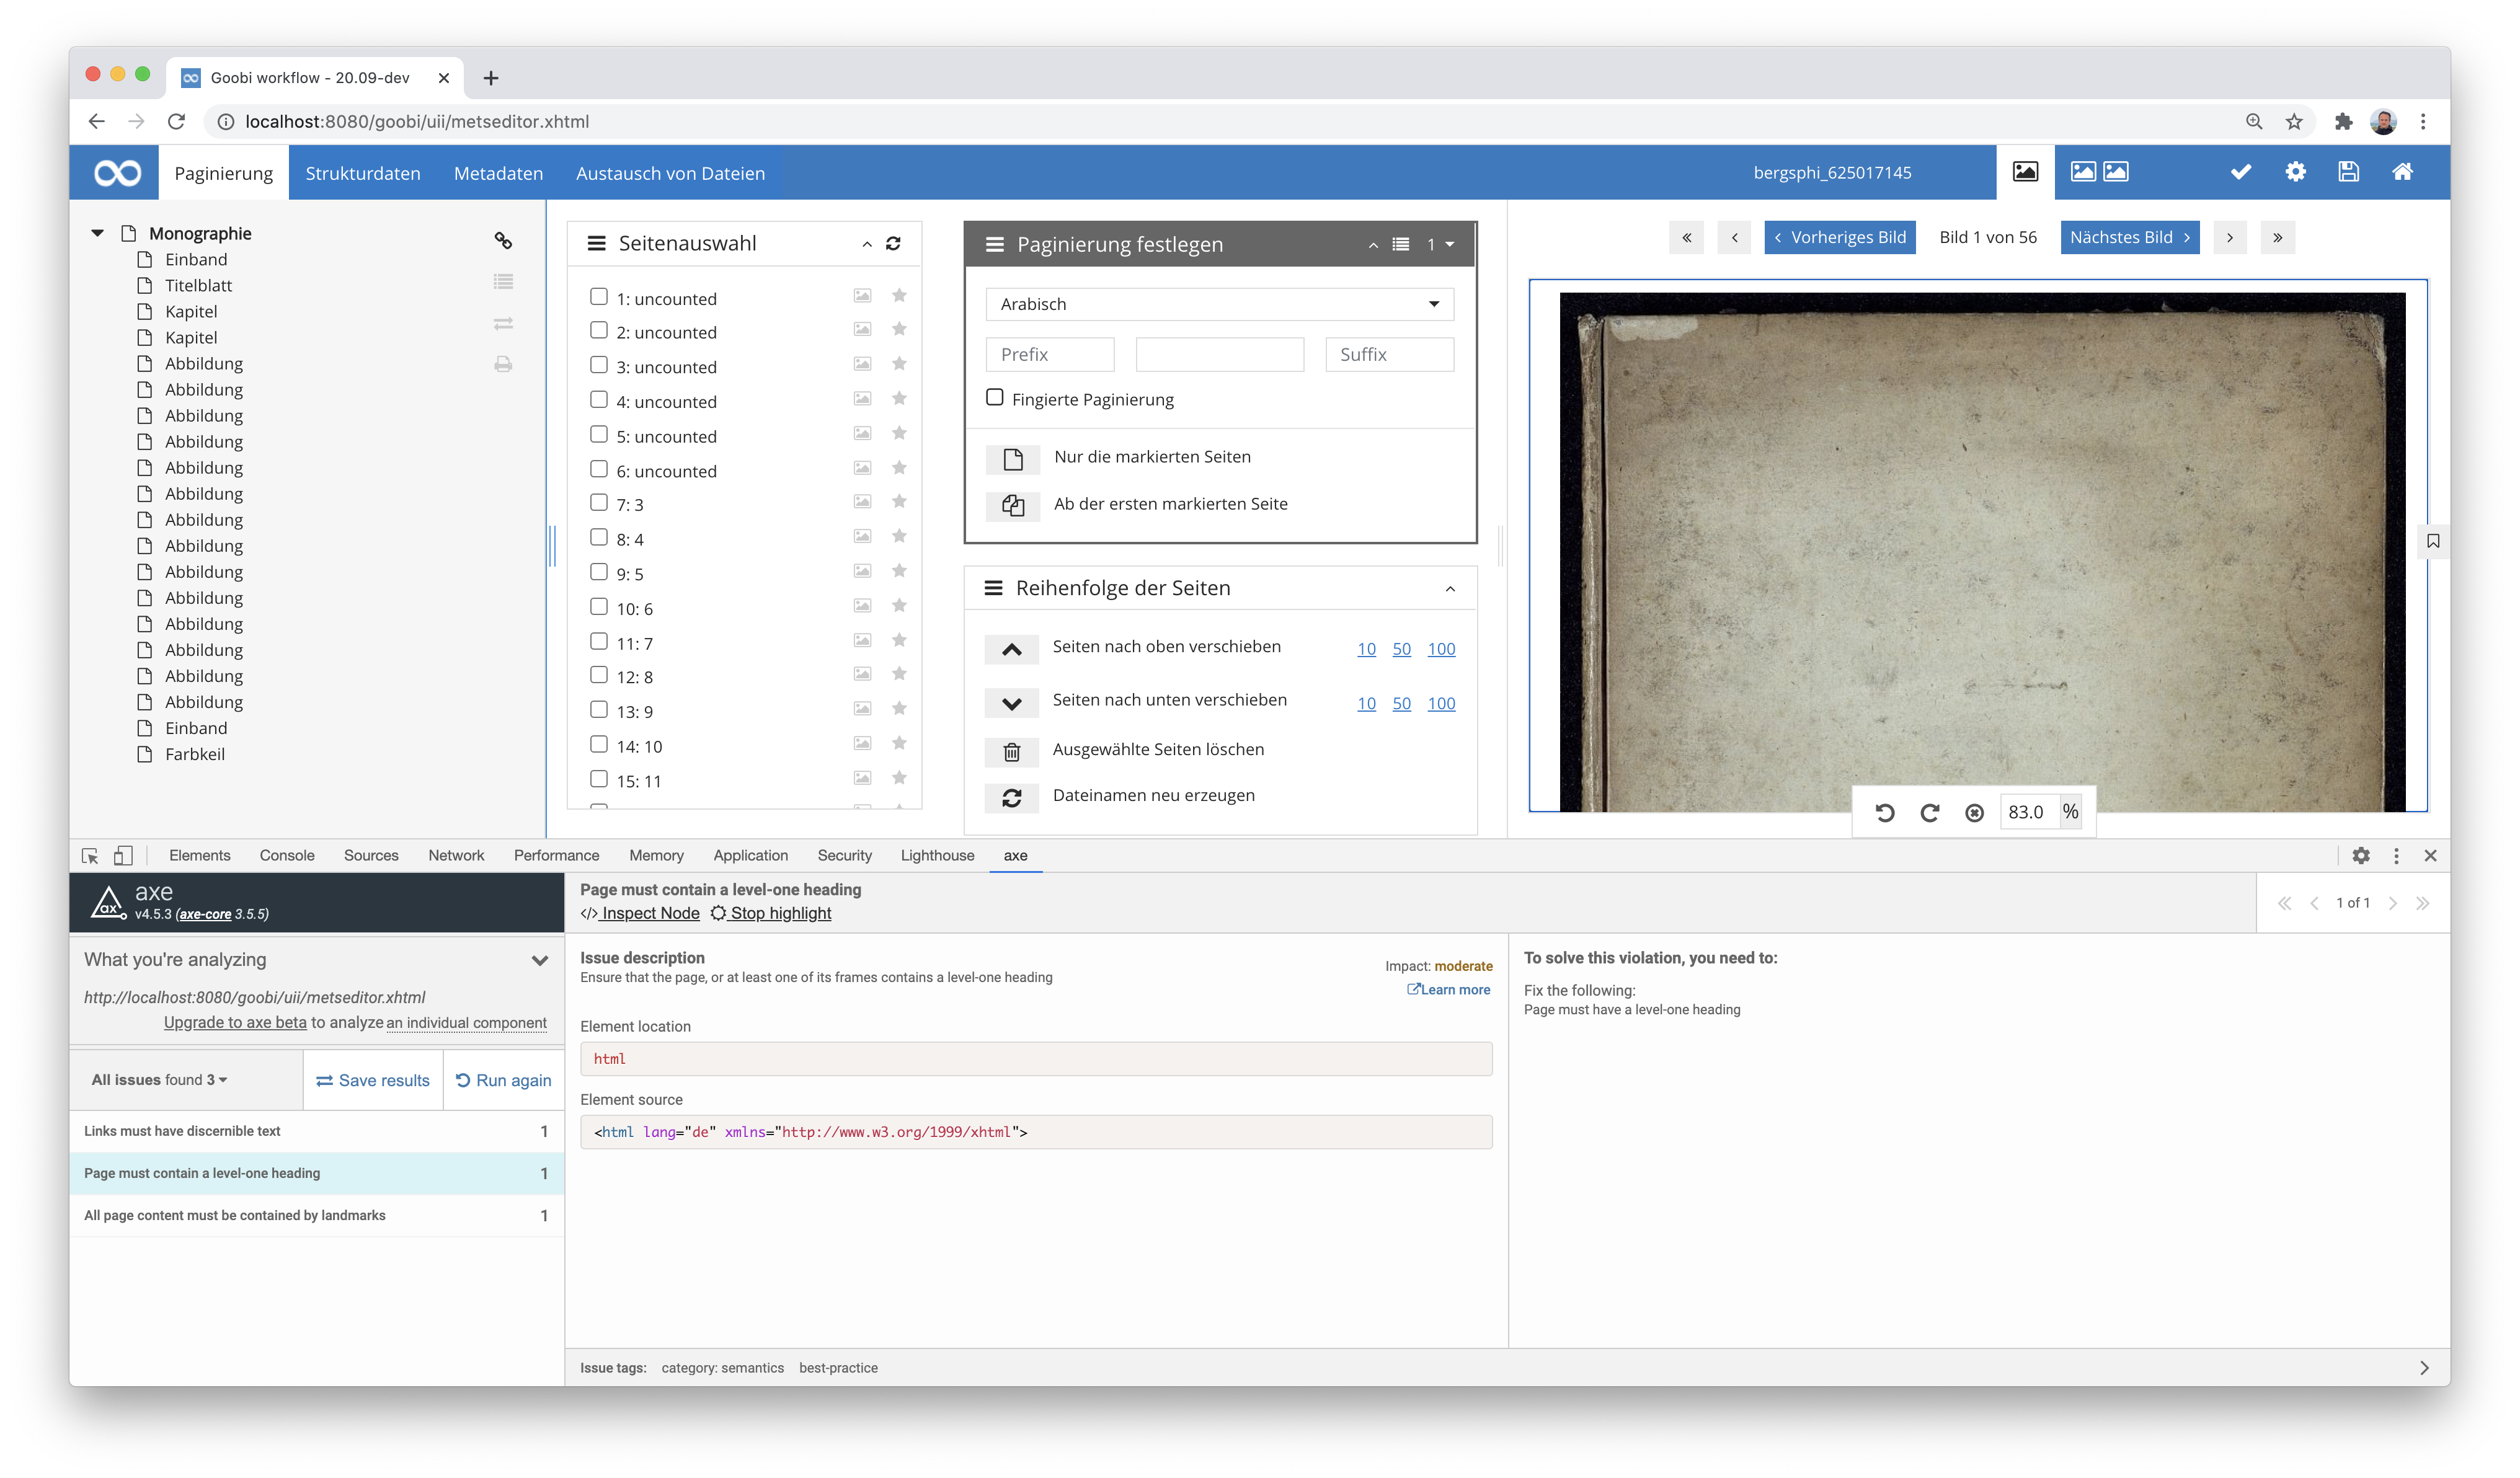 Goobi workflow - 20.09-dev
localhost:8080/goobi/uii/metseditor.xhtml
Paginierung
Strukturdaten
Metadaten
Austausch von Dateien
bergsphi_625017145
Monographie
Einband
Titelblatt
Kapitel
Kapitel
Abbildung
Abbildung
Abbildung
Abbildung
Abbildung
Abbildung
Abbildung
Abbildung
Abbildung
Abbildung
Abbildung
Abbildung
Abbildung
Abbildung
Einband
Farbkeil
Seitenauswahl
1: uncounted
2: uncounted
3: uncounted
4: uncounted
5: uncounted
6: uncounted
7: 3
8: 4
9: 5
10: 6
11: 7
12: 8
13: 9
14: 10
15: 11
Paginierung festlegen
1
Arabisch
Prefix
Suffix
Fingierte Paginierung
Nur die markierten Seiten
Ab der ersten markierten Seite
Reihenfolge der Seiten
Seiten nach oben verschieben 10 50 100
Seiten nach unten verschieben 10 50 100
Ausgewählte Seiten löschen
Dateinamen neu erzeugen
« ‹ ‹ Vorheriges Bild Bild 1 von 56 Nächstes Bild › › »
83.0 %
Elements Console Sources Network Performance Memory Application Security Lighthouse axe
ax
axe
v4.5.3 (axe-core 3.5.5)
What you're analyzing
http://localhost:8080/goobi/uii/metseditor.xhtml
Upgrade to axe beta to analyze an individual component
All issues found 3
Save results
Run again
Links must have discernible text 1
Page must contain a level-one heading 1
All page content must be contained by landmarks 1
Page must contain a level-one heading
</> Inspect Node Stop highlight
1 of 1
Issue description
Ensure that the page, or at least one of its frames contains a level-one heading
Impact: moderate
Learn more
Element location
html
Element source
<html lang="de" xmlns="http://www.w3.org/1999/xhtml">
To solve this violation, you need to:
Fix the following:
Page must have a level-one heading
Issue tags: category: semantics best-practice